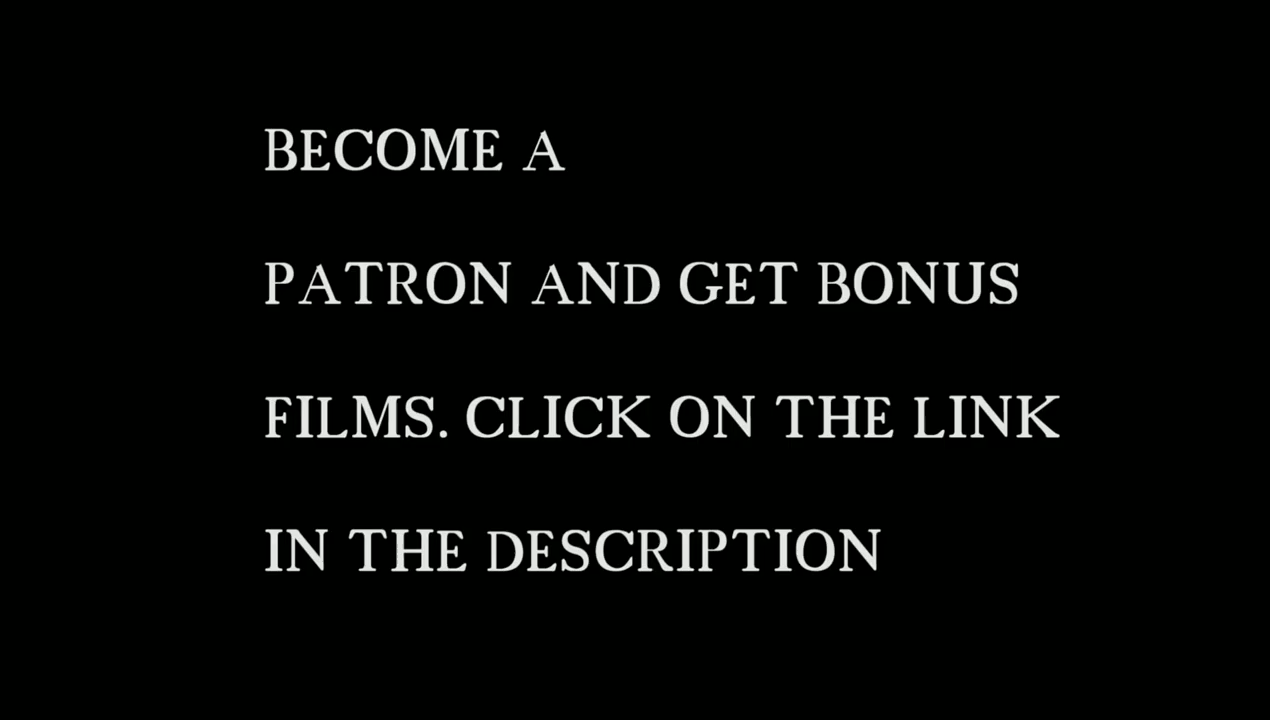 BECOME A
PATRON AND GET BONUS
FILMS. CLICK ON THE LINK
IN THE DESCRIPTION